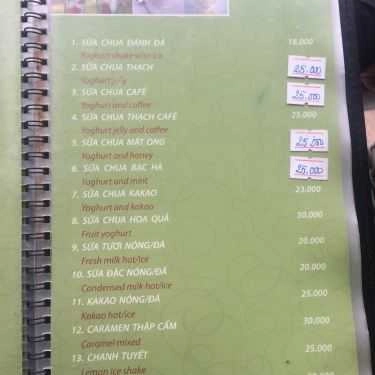 1. SỮA CHUA ĐÁNH ĐÁ 18.000
Yoghurt shake with ice
2. SỮA CHUA THẠCH 25.000
Yoghurt jelly
3. SỮA CHUA CAFÉ 25.000
Yoghurt and coffee
4. SỮA CHUA THẠCH CAFÉ 25.000
Yoghurt jelly and coffee
5. SỮA CHUA MẬT ONG 25.000
Yoghurt and honey
6. SỮA CHUA BẠC HÀ 25.000
Yoghurt and mint
7. SỮA CHUA KAKAO 23.000
Yoghurt and kakao
8. SỮA CHUA HOA QUẢ 30.000
Fruit yoghurt
9. SỮA TƯƠI NÓNG/ĐÁ 20.000
Fresh milk hot/ice
10. SỮA ĐẶC NÓNG/ĐÁ 20.000
Condensed milk hot/ice
11. KAKAO NÓNG/ĐÁ 25.000
Kakao hot/ice
12. CARAMEN THẬP CẨM 30.000
Caramel mixed
13. CHANH TUYẾT 25.000
Lemon ice shake